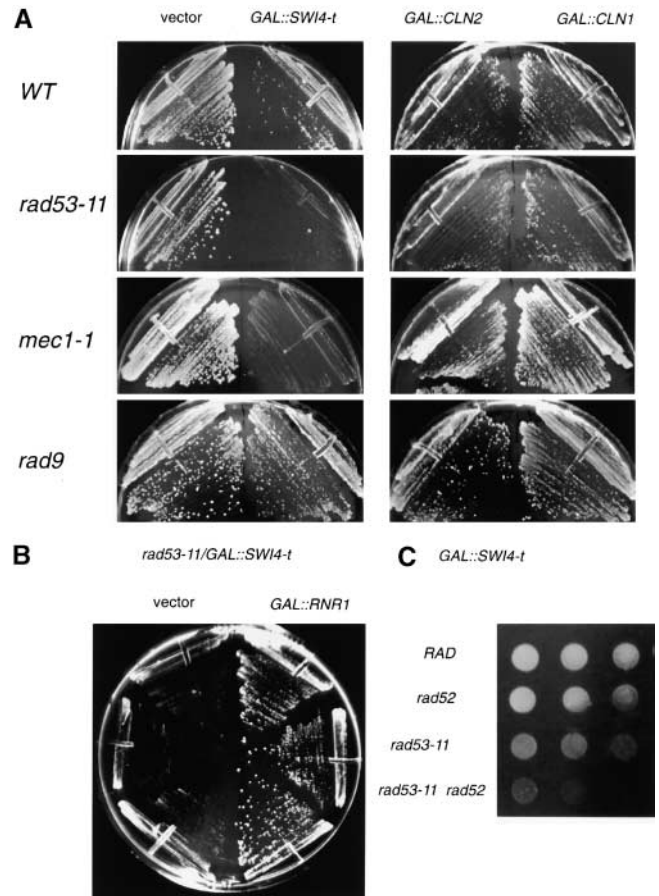 A
vector GAL::SWI4-t GAL::CLN2 GAL::CLN1
WT
rad53-11
mec1-1
rad9
B rad53-11/GAL::SWI4-t
vector GAL::RNR1
C GAL::SWI4-t
RAD
rad52
rad53-11
rad53-11 rad52